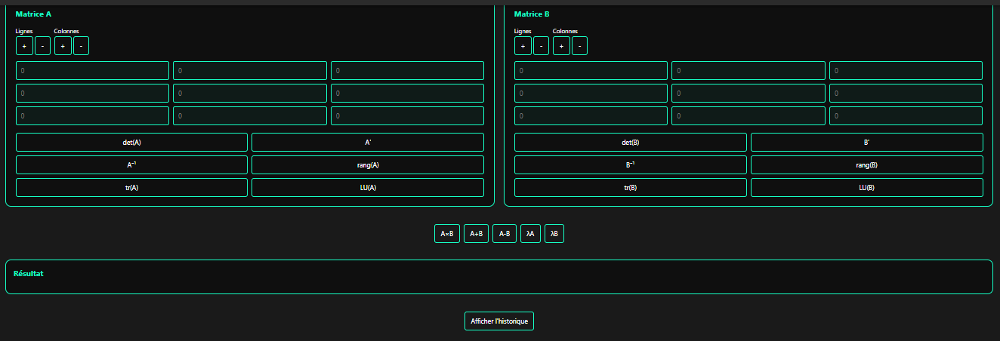 Matrice A
Lignes Colonnes
+ - + -
0 0 0
0 0 0
0 0 0
det(A) A'
A⁻¹ rang(A)
tr(A) LU(A)
Matrice B
Lignes Colonnes
+ - + -
0 0 0
0 0 0
0 0 0
det(B) B'
B⁻¹ rang(B)
tr(B) LU(B)
A×B A+B A-B λA λB
Résultat
Afficher l'historique